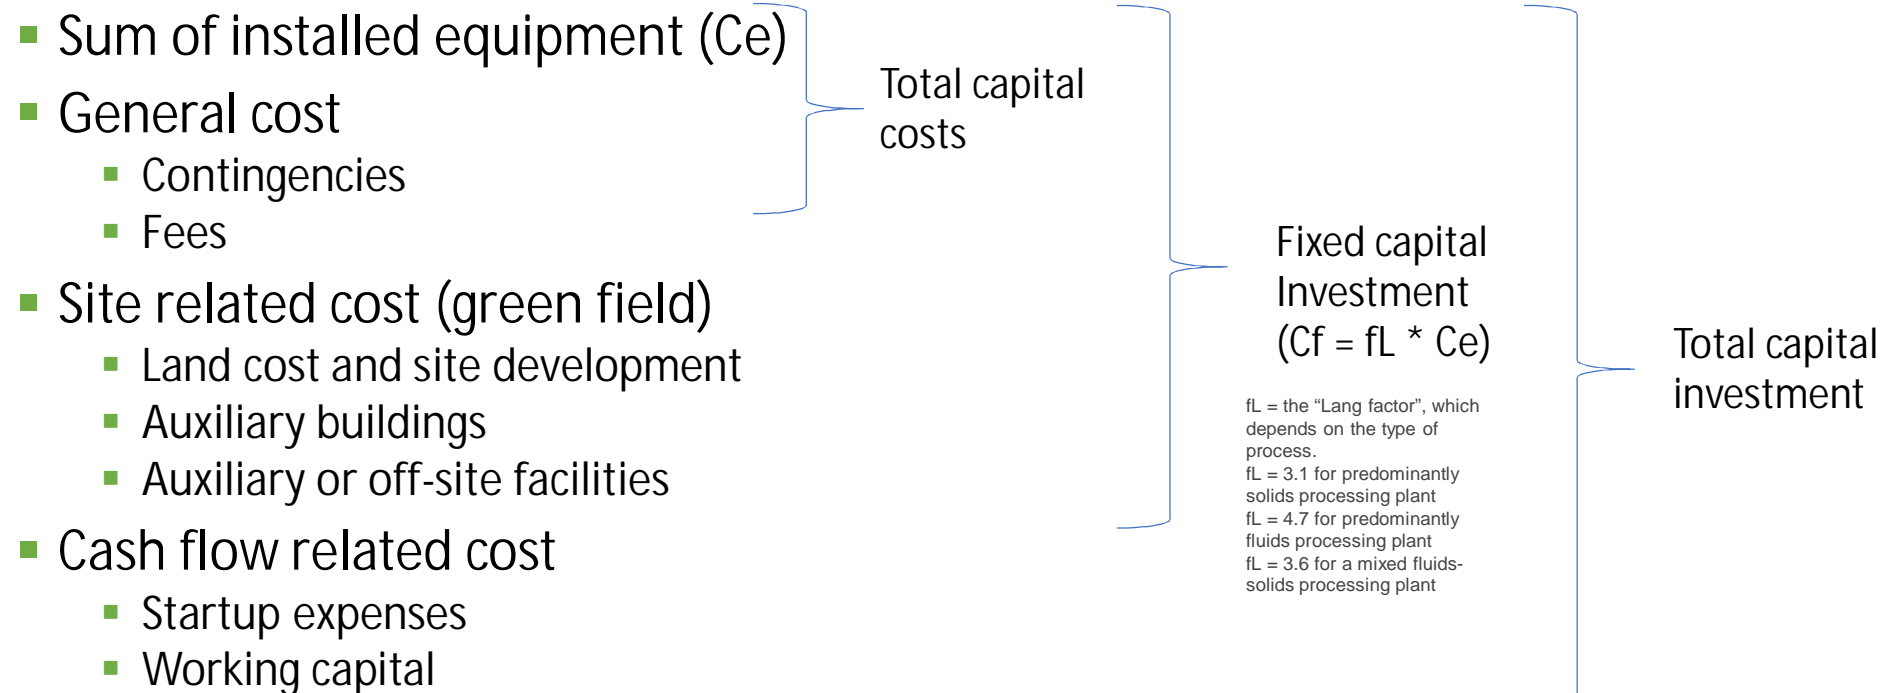 Sum of installed equipment (Ce)
General cost
Contingencies
Fees
Site related cost (green field)
Land cost and site development
Auxiliary buildings
Auxiliary or off-site facilities
Cash flow related cost
Startup expenses
Working capital
Total capital
costs
Fixed capital
Investment
(Cf = fL * Ce)
fL = the “Lang factor”, which
depends on the type of
process.
fL = 3.1 for predominantly
solids processing plant
fL = 4.7 for predominantly
fluids processing plant
fL = 3.6 for a mixed fluids-
solids processing plant
Total capital
investment